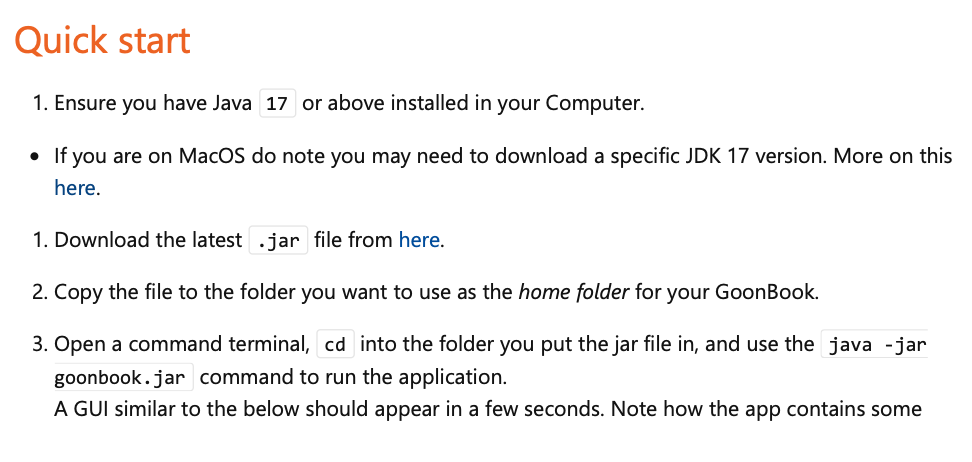 Quick start
1. Ensure you have Java 17 or above installed in your Computer.
• If you are on MacOS do note you may need to download a specific JDK 17 version. More on this
here.
1. Download the latest .jar file from here.
2. Copy the file to the folder you want to use as the home folder for your GoonBook.
3. Open a command terminal, cd into the folder you put the jar file in, and use the java -jar
goonbook.jar command to run the application.
A GUI similar to the below should appear in a few seconds. Note how the app contains some